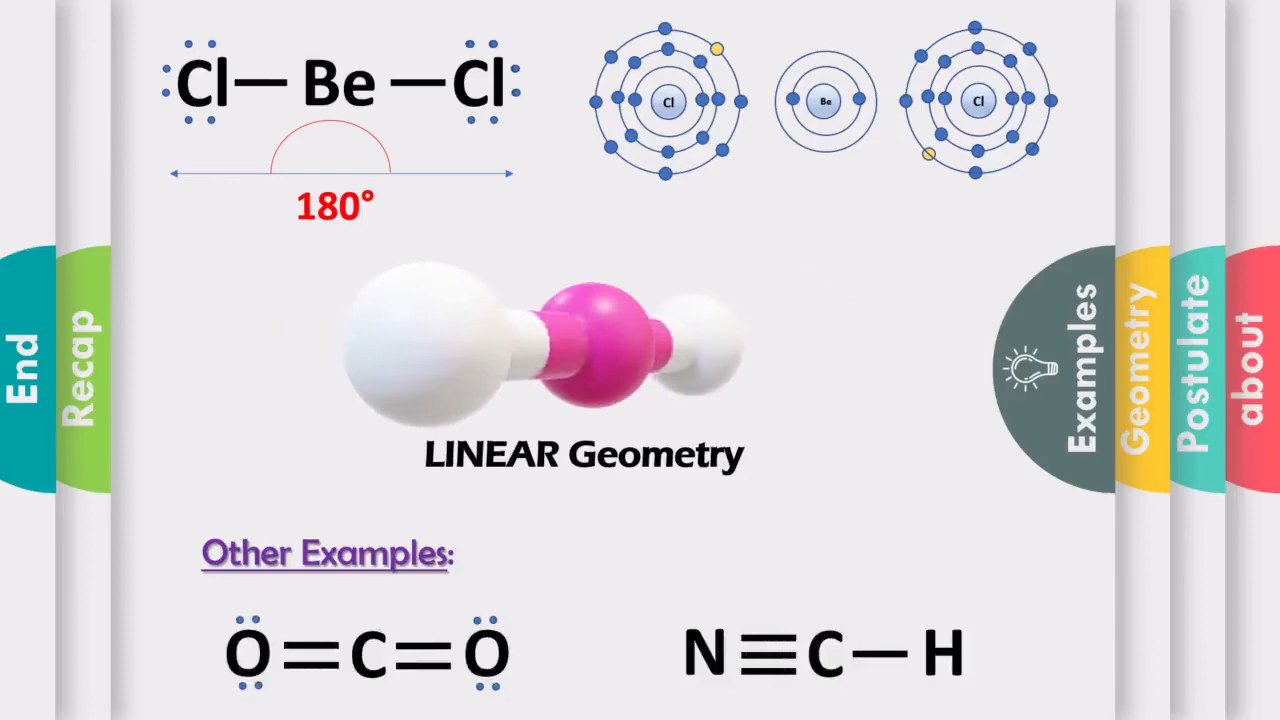 Cl — Be — Cl
180°
Cl
Be
Cl
LINEAR Geometry
Other Examples:
O = C = O
N ≡ C — H
End
Recap
Examples
Geometry
Postulate
about